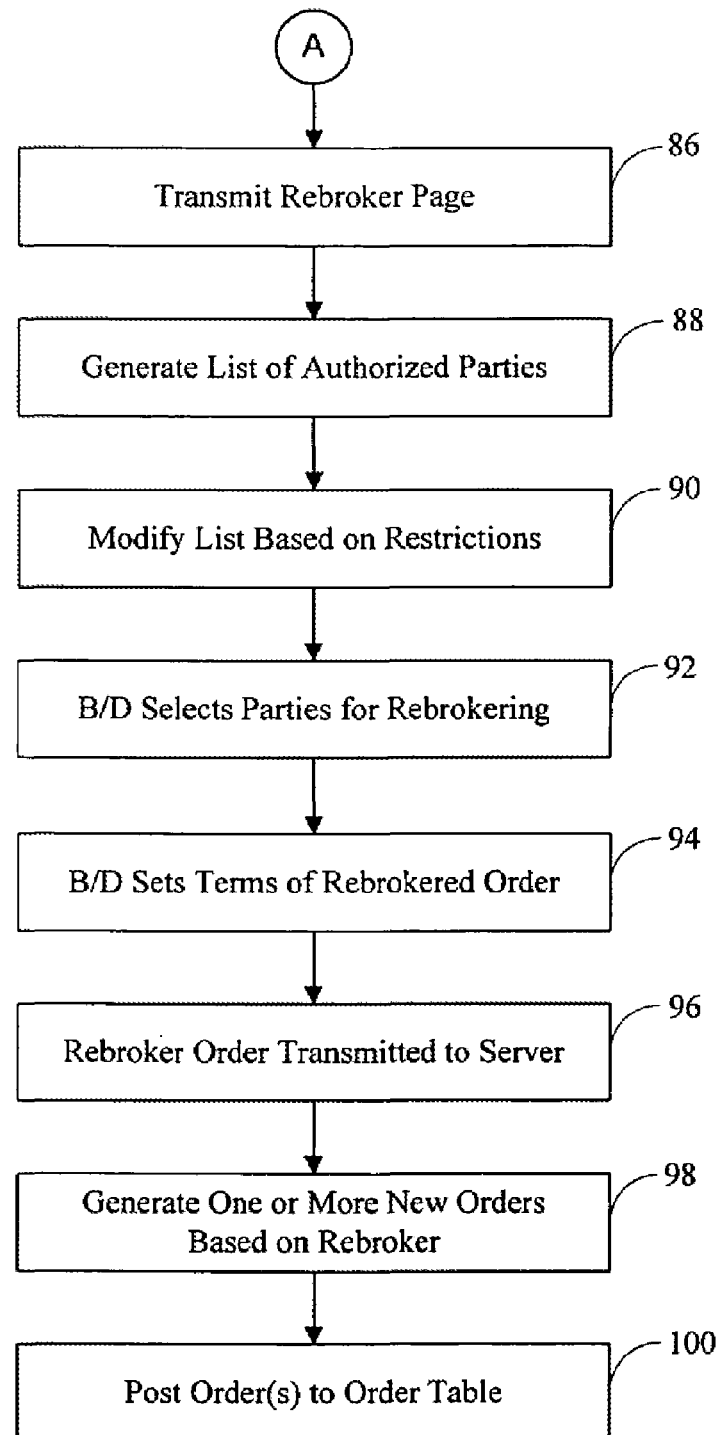 A
86
Transmit Rebroker Page
88
Generate List of Authorized Parties
90
Modify List Based on Restrictions
92
B/D Selects Parties for Rebrokering
94
B/D Sets Terms of Rebrokered Order
96
Rebroker Order Transmitted to Server
98
Generate One or More New Orders
Based on Rebroker
100
Post Order(s) to Order Table